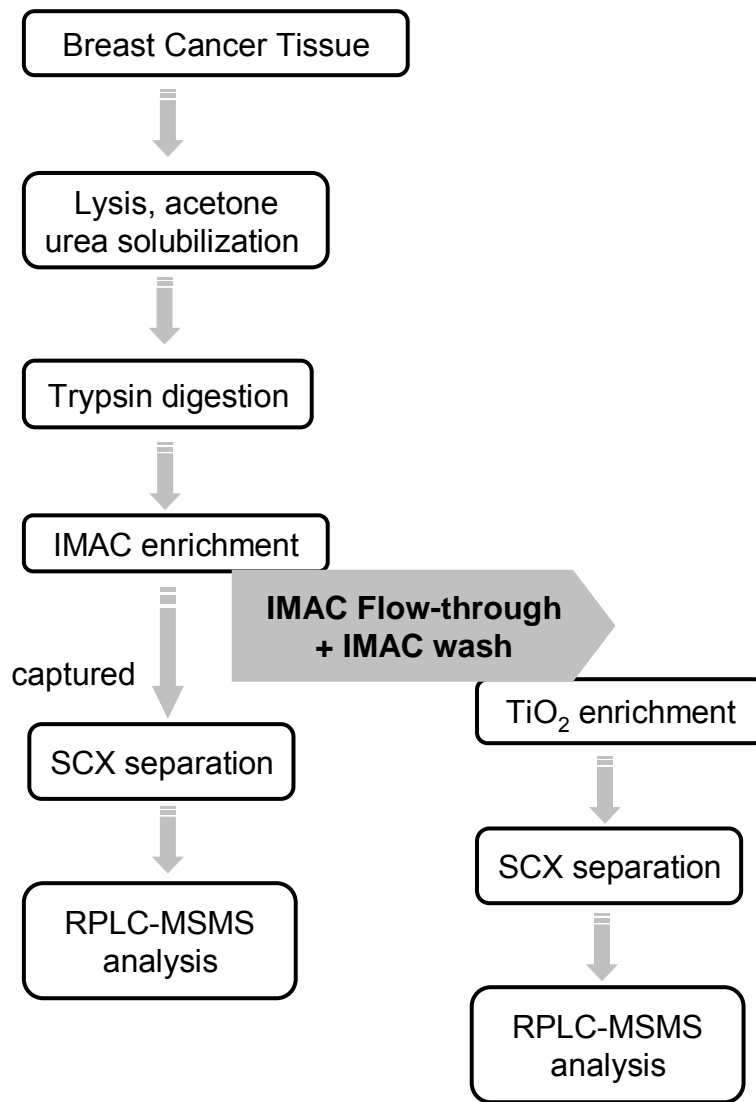 Breast Cancer Tissue
Lysis, acetone
urea solubilization
Trypsin digestion
IMAC enrichment
IMAC Flow-through
+ IMAC wash
captured
TiO₂ enrichment
SCX separation
SCX separation
RPLC-MSMS
analysis
RPLC-MSMS
analysis